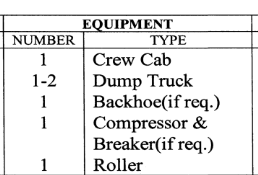 EQUIPMENT
NUMBER TYPE
1 Crew Cab
1-2 Dump Truck
1 Backhoe(if req.)
1 Compressor &
Breaker(if req.)
1 Roller